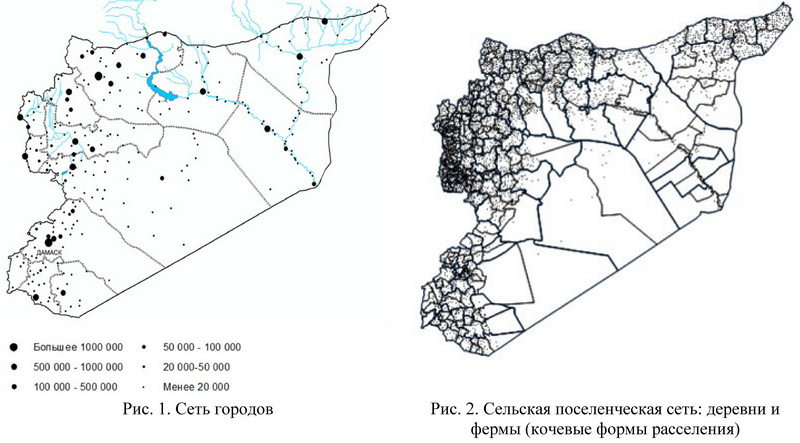 ДАМАСК
Большее 1000 000
500 000 - 1000 000
100 000 - 500 000
50 000 - 100 000
20 000-50 000
Менее 20 000
Рис. 1. Сеть городов
Рис. 2. Сельская поселенческая сеть: деревни и
фермы (кочевые формы расселения)